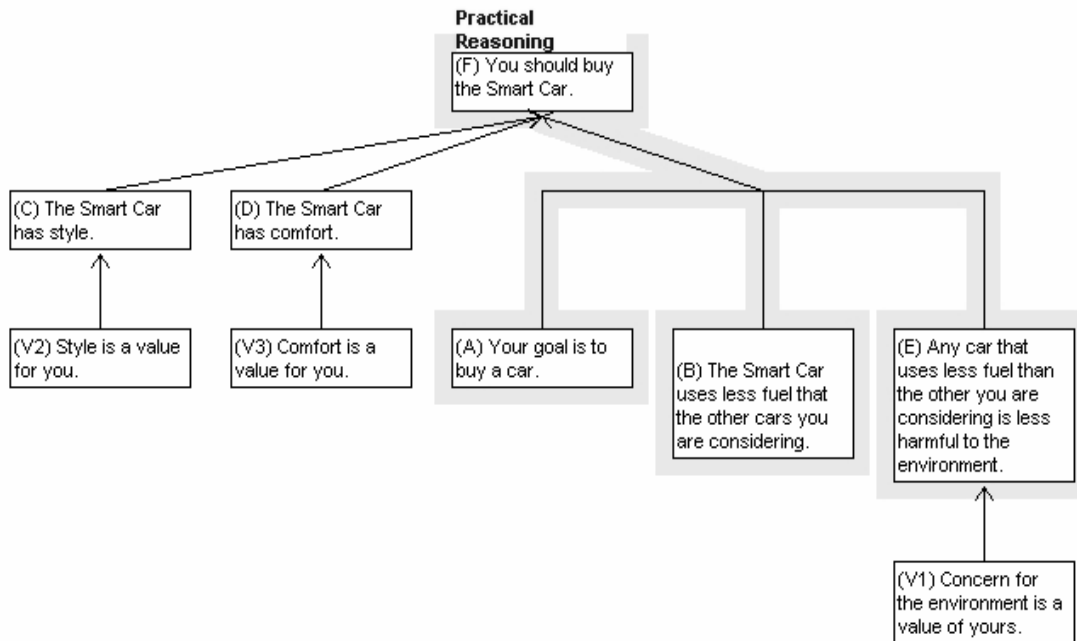 Practical
Reasoning
(F) You should buy
the Smart Car.
(C) The Smart Car
has style.
(D) The Smart Car
has comfort.
(V2) Style is a value
for you.
(V3) Comfort is a
value for you.
(A) Your goal is to
buy a car.
(B) The Smart Car
uses less fuel that
the other cars you
are considering.
(E) Any car that
uses less fuel than
the other you are
considering is less
harmful to the
environment.
(V1) Concern for
the environment is a
value of yours.